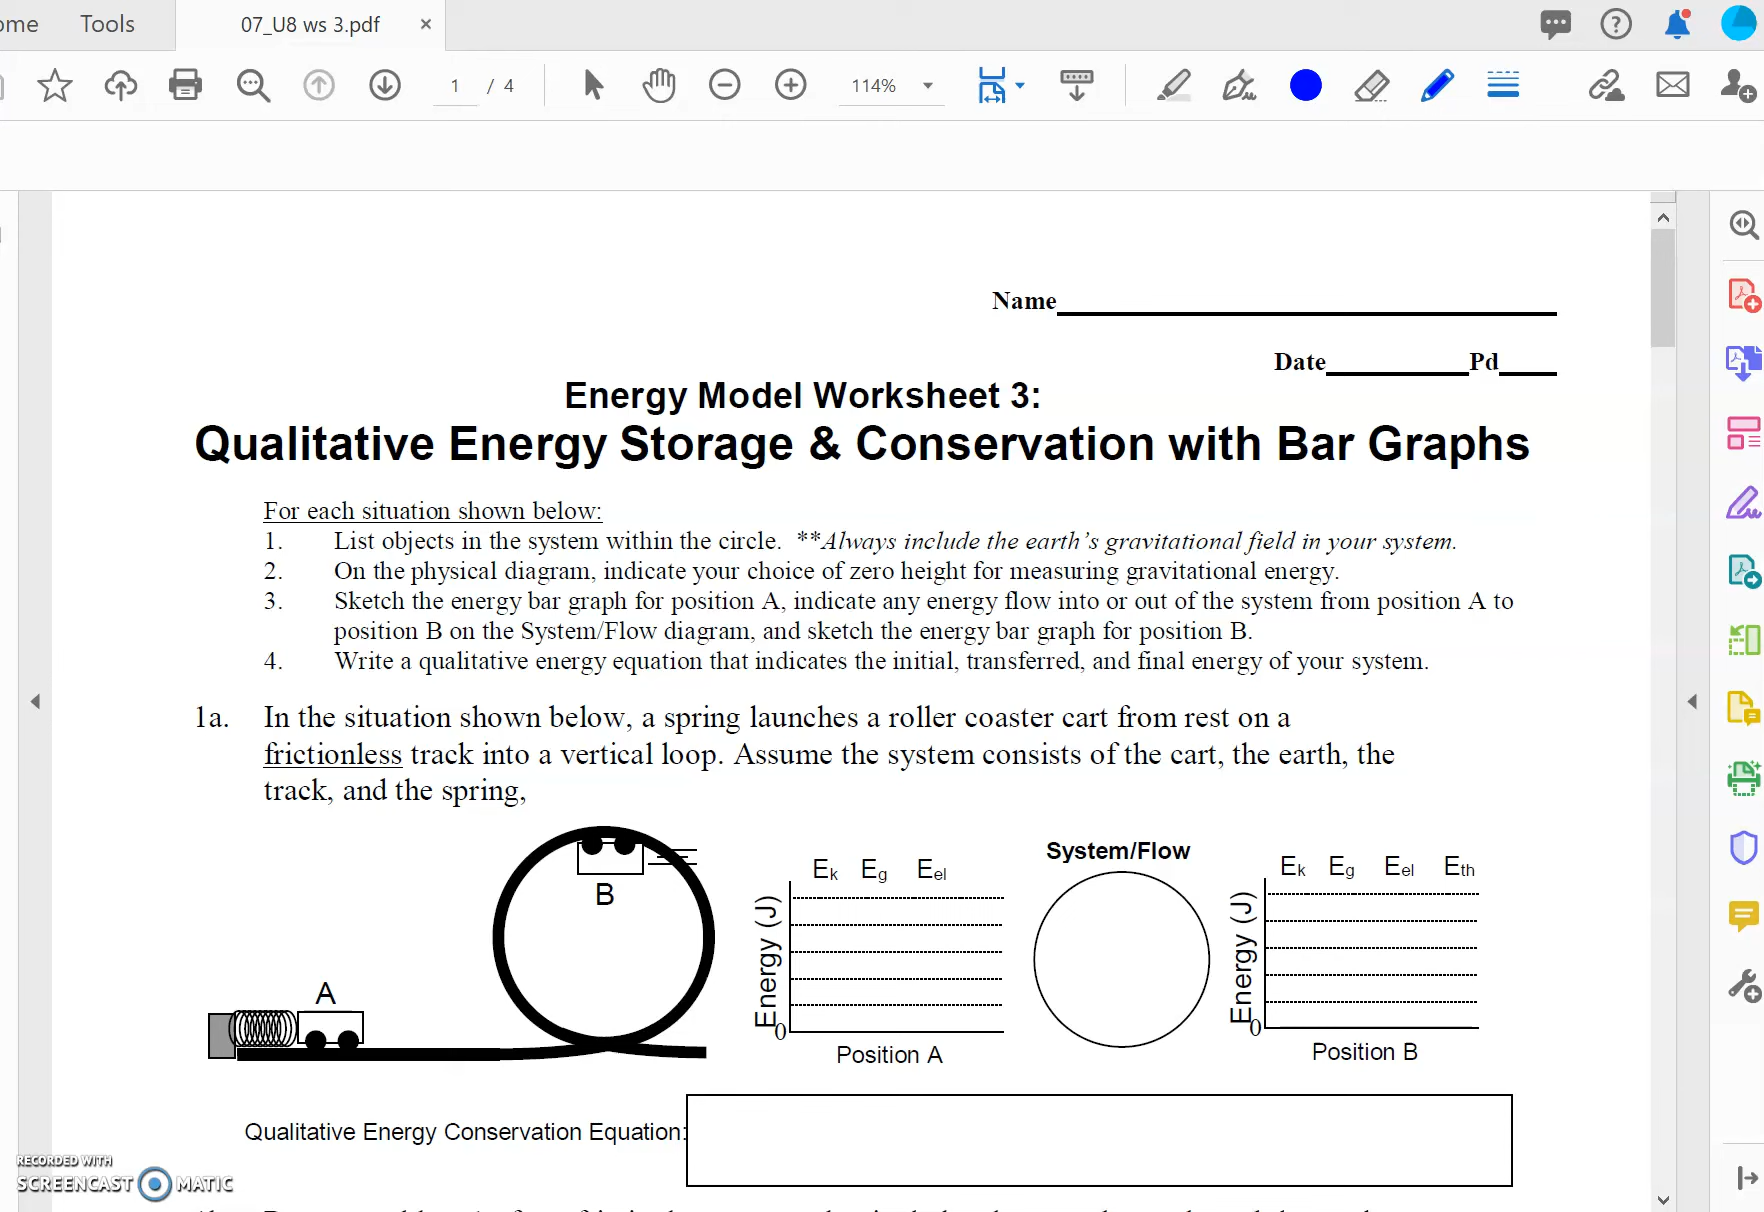 ome Tools 07_U8 ws 3.pdf ×
1 / 4 114%
Name
Date Pd
Energy Model Worksheet 3:
Qualitative Energy Storage & Conservation with Bar Graphs
For each situation shown below:
1. List objects in the system within the circle. **Always include the earth's gravitational field in your system.
2. On the physical diagram, indicate your choice of zero height for measuring gravitational energy.
3. Sketch the energy bar graph for position A, indicate any energy flow into or out of the system from position A to
position B on the System/Flow diagram, and sketch the energy bar graph for position B.
4. Write a qualitative energy equation that indicates the initial, transferred, and final energy of your system.
1a. In the situation shown below, a spring launches a roller coaster cart from rest on a
frictionless track into a vertical loop. Assume the system consists of the cart, the earth, the
track, and the spring,
B
A
Ek Eg Eel
Energy (J)
0
Position A
System/Flow
Ek Eg Eel Eth
Energy (J)
0
Position B
Qualitative Energy Conservation Equation:
RECORDED WITH
SCREENCAST MATIC